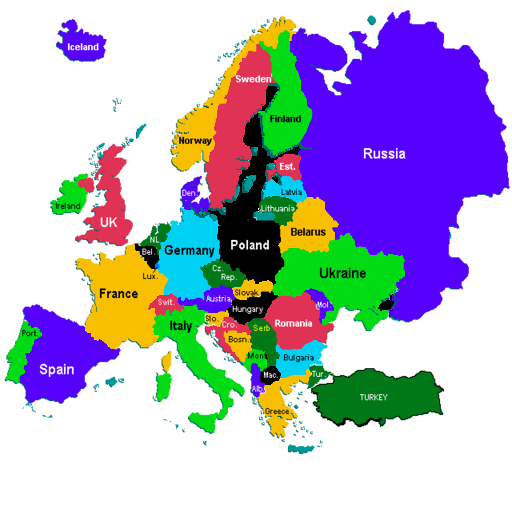 Iceland
Sweden
Finland
Norway
Russia
Est.
Latvia
Den.
Ireland
Lithuania
UK
Belarus
NL
Bel.
Germany
Poland
Cz.
Rep.
Ukraine
Lux.
France
Slovak.
Swit.
Austria,
Mol.
Hungary
Slo.
Cro.
Romania
Italy
Serb
Port.
Bosn.
Mont.
Bulgaria
Spain
Mac.
Tur.
Alb.
TURKEY
Greece